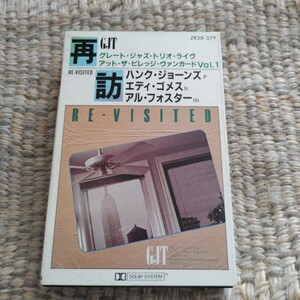 再訪
RE-VISITED
GJT
ZR28-579
グレート・ジャズ・トリオ・ライヴ
アット・ザ・ビレッジ・ヴァンガードVol.1
ハンク・ジョーンズ p
エディ・ゴメス b
アル・フォスター ds
RE-VISITED
GJT
DOLBY SYSTEM